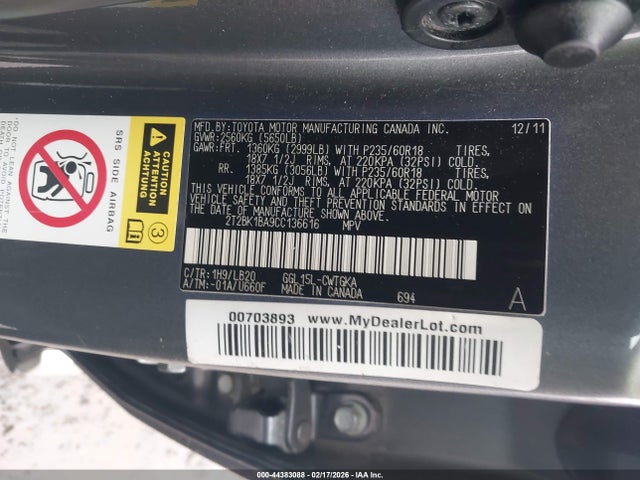 MFD. BY: TOYOTA MOTOR MANUFACTURING CANADA INC. 12/11
GVWR: 2560KG (5650LB)
GAWR: FRT. 1360KG (2999LB) WITH P235/60R18 TIRES,
18X7 1/2J RIMS, AT 220KPA (32PSI) COLD.
RR. 1385KG (3056LB) WITH P235/60R18 TIRES,
18X7 1/2J RIMS, AT 220KPA (32PSI) COLD.
THIS VEHICLE CONFORMS TO ALL APPLICABLE FEDERAL MOTOR
VEHICLE SAFETY AND THEFT PREVENTION STANDARDS IN EFFECT ON
THE DATE OF MANUFACTURE SHOWN ABOVE.
2T2BK1BA9CC136616 MPV
C/TR: 1H9/LB20 GGL15L-CWTGKA
A/TM: -01A/U660F MADE IN CANADA 694 A
SRS SIDE AIRBAG
3
00703893 www.MyDealerLot.com
000-44383088 - 02/17/2026 - COPYRIGHT IAA